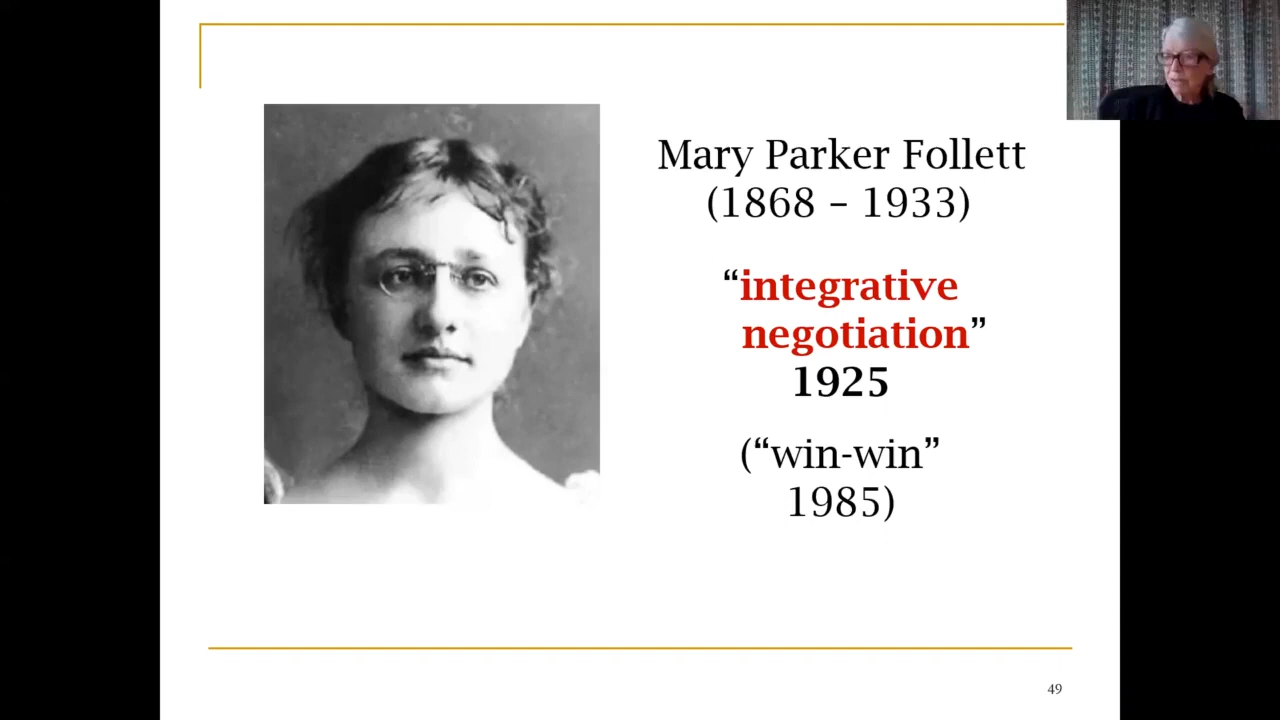 Mary Parker Follett
(1868 – 1933)
“integrative
negotiation”
1925
(“win-win”
1985)
49